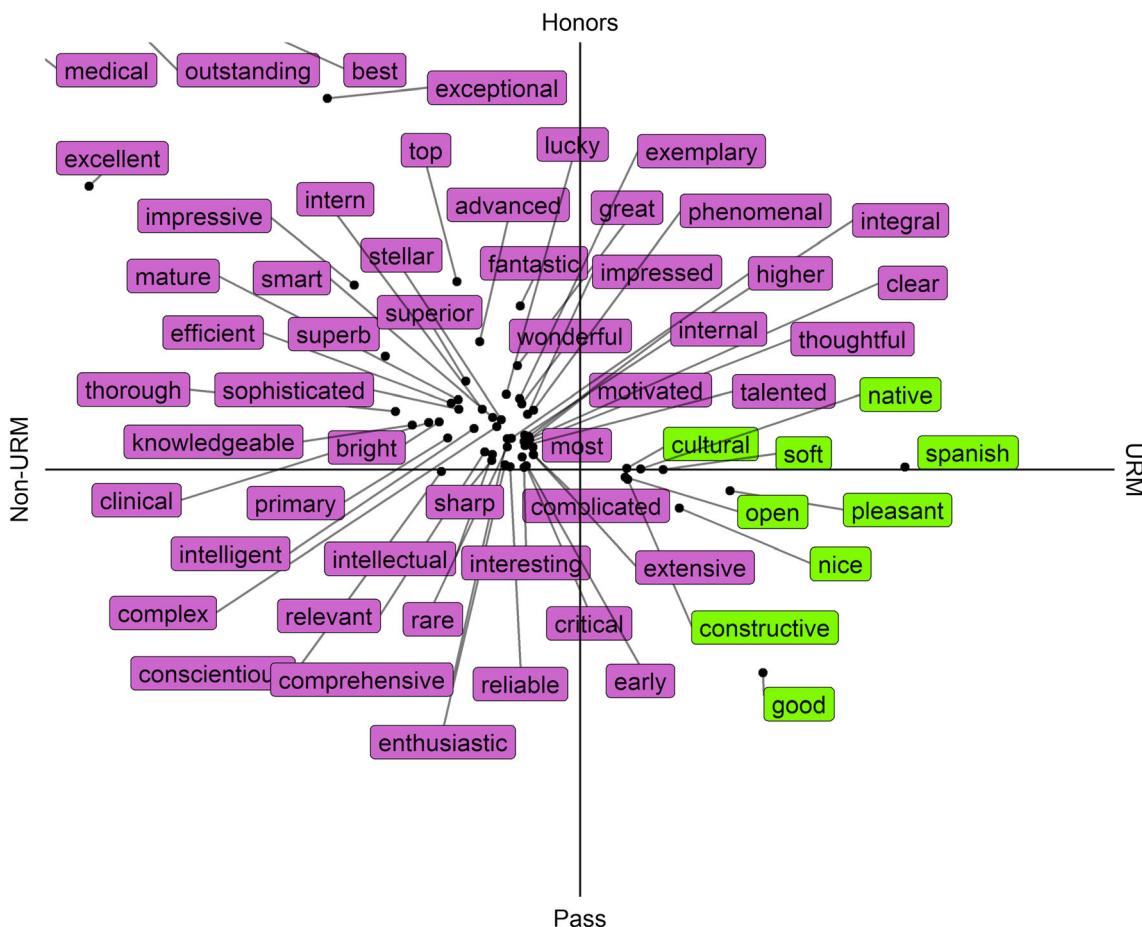 Honors
medical
outstanding
best
exceptional
excellent
top
lucky
exemplary
impressive
intern
advanced
great
phenomenal
integral
mature
smart
stellar
fantastic
impressed
higher
clear
efficient
superb
superior
wonderful
internal
thoughtful
thorough
sophisticated
motivated
talented
native
knowledgeable
bright
most
cultural
soft
spanish
Non-URM
URM
clinical
primary
sharp
complicated
open
pleasant
intelligent
intellectual
interesting
extensive
nice
complex
relevant
rare
critical
constructive
conscientiou
comprehensive
reliable
early
good
enthusiastic
Pass